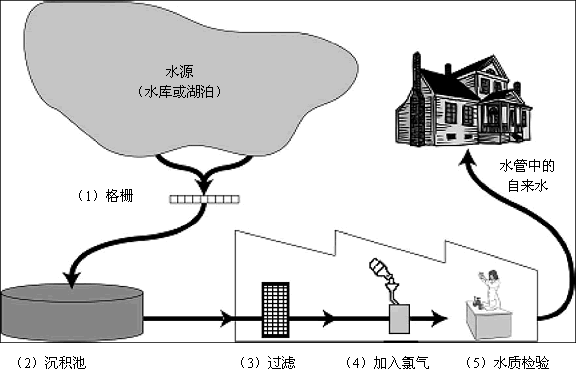 水源
（水库或湖泊）
（1）格栅
水管中的
自来水
（2）沉积池
（3）过滤
（4）加入氯气
（5）水质检验